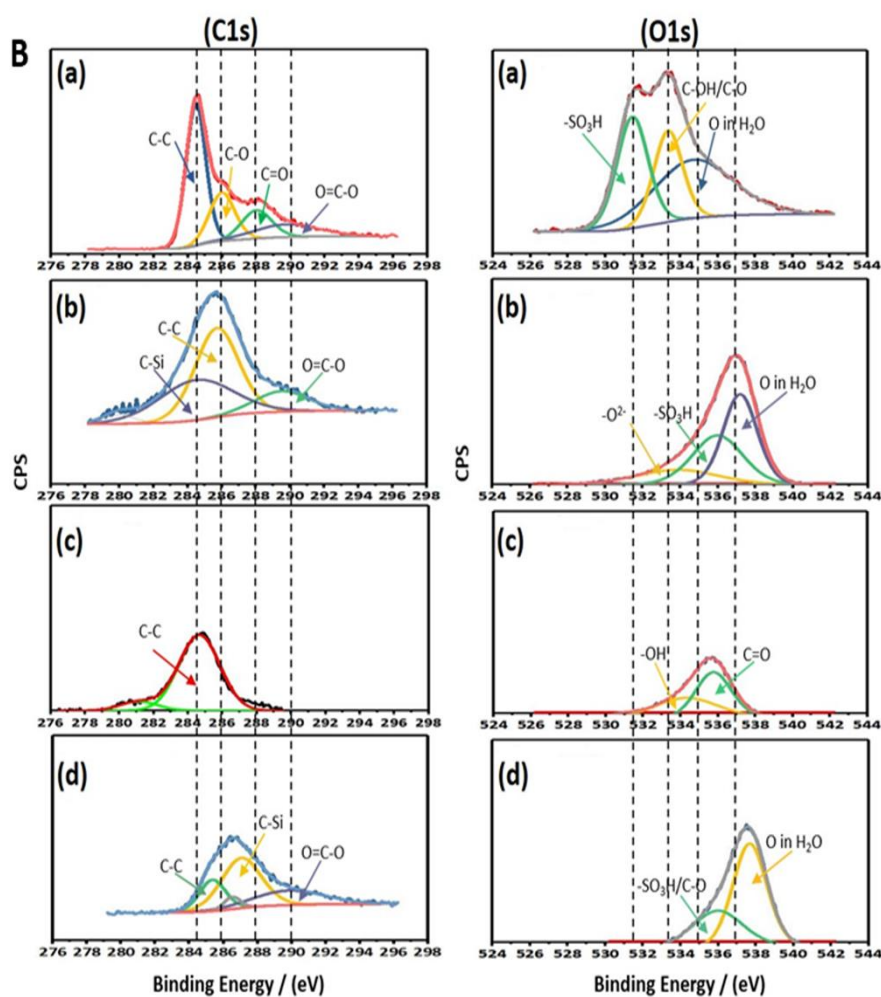 B
(C1s)
(O1s)
(a)
C-C
C-O
C=O
O=C-O
276 278 280 282 284 286 288 290 292 294 296 298
(a)
-SO3H
C-OH/C-O
O in H2O
524 526 528 530 532 534 536 538 540 542 544
(b)
C-C
C-Si
O=C-O
276 278 280 282 284 286 288 290 292 294 296 298
(b)
-O2-
-SO3H
O in H2O
524 526 528 530 532 534 536 538 540 542 544
CPS
CPS
(c)
C-C
276 278 280 282 284 286 288 290 292 294 296 298
(c)
-OH
C=O
524 526 528 530 532 534 536 538 540 542 544
(d)
C-C
C-Si
O=C-O
276 278 280 282 284 286 288 290 292 294 296 298
(d)
-SO3H/C-O
O in H2O
524 526 528 530 532 534 536 538 540 542 544
Binding Energy / (eV)
Binding Energy / (eV)